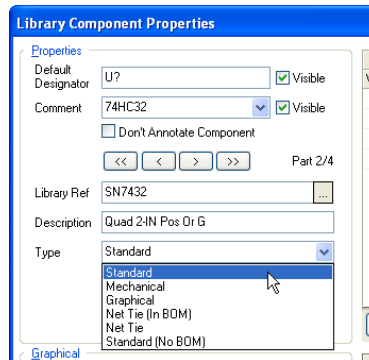 Library Component Properties
Properties
Default
Designator
U?
Visible
Comment
74HC32
Visible
Don't Annotate Component
<<
<
>
>>
Part 2/4
Library Ref
SN7432
...
Description
Quad 2-IN Pos Or G
Type
Standard
Standard
Mechanical
Graphical
Net Tie (In BOM)
Net Tie
Standard (No BOM)
Graphical